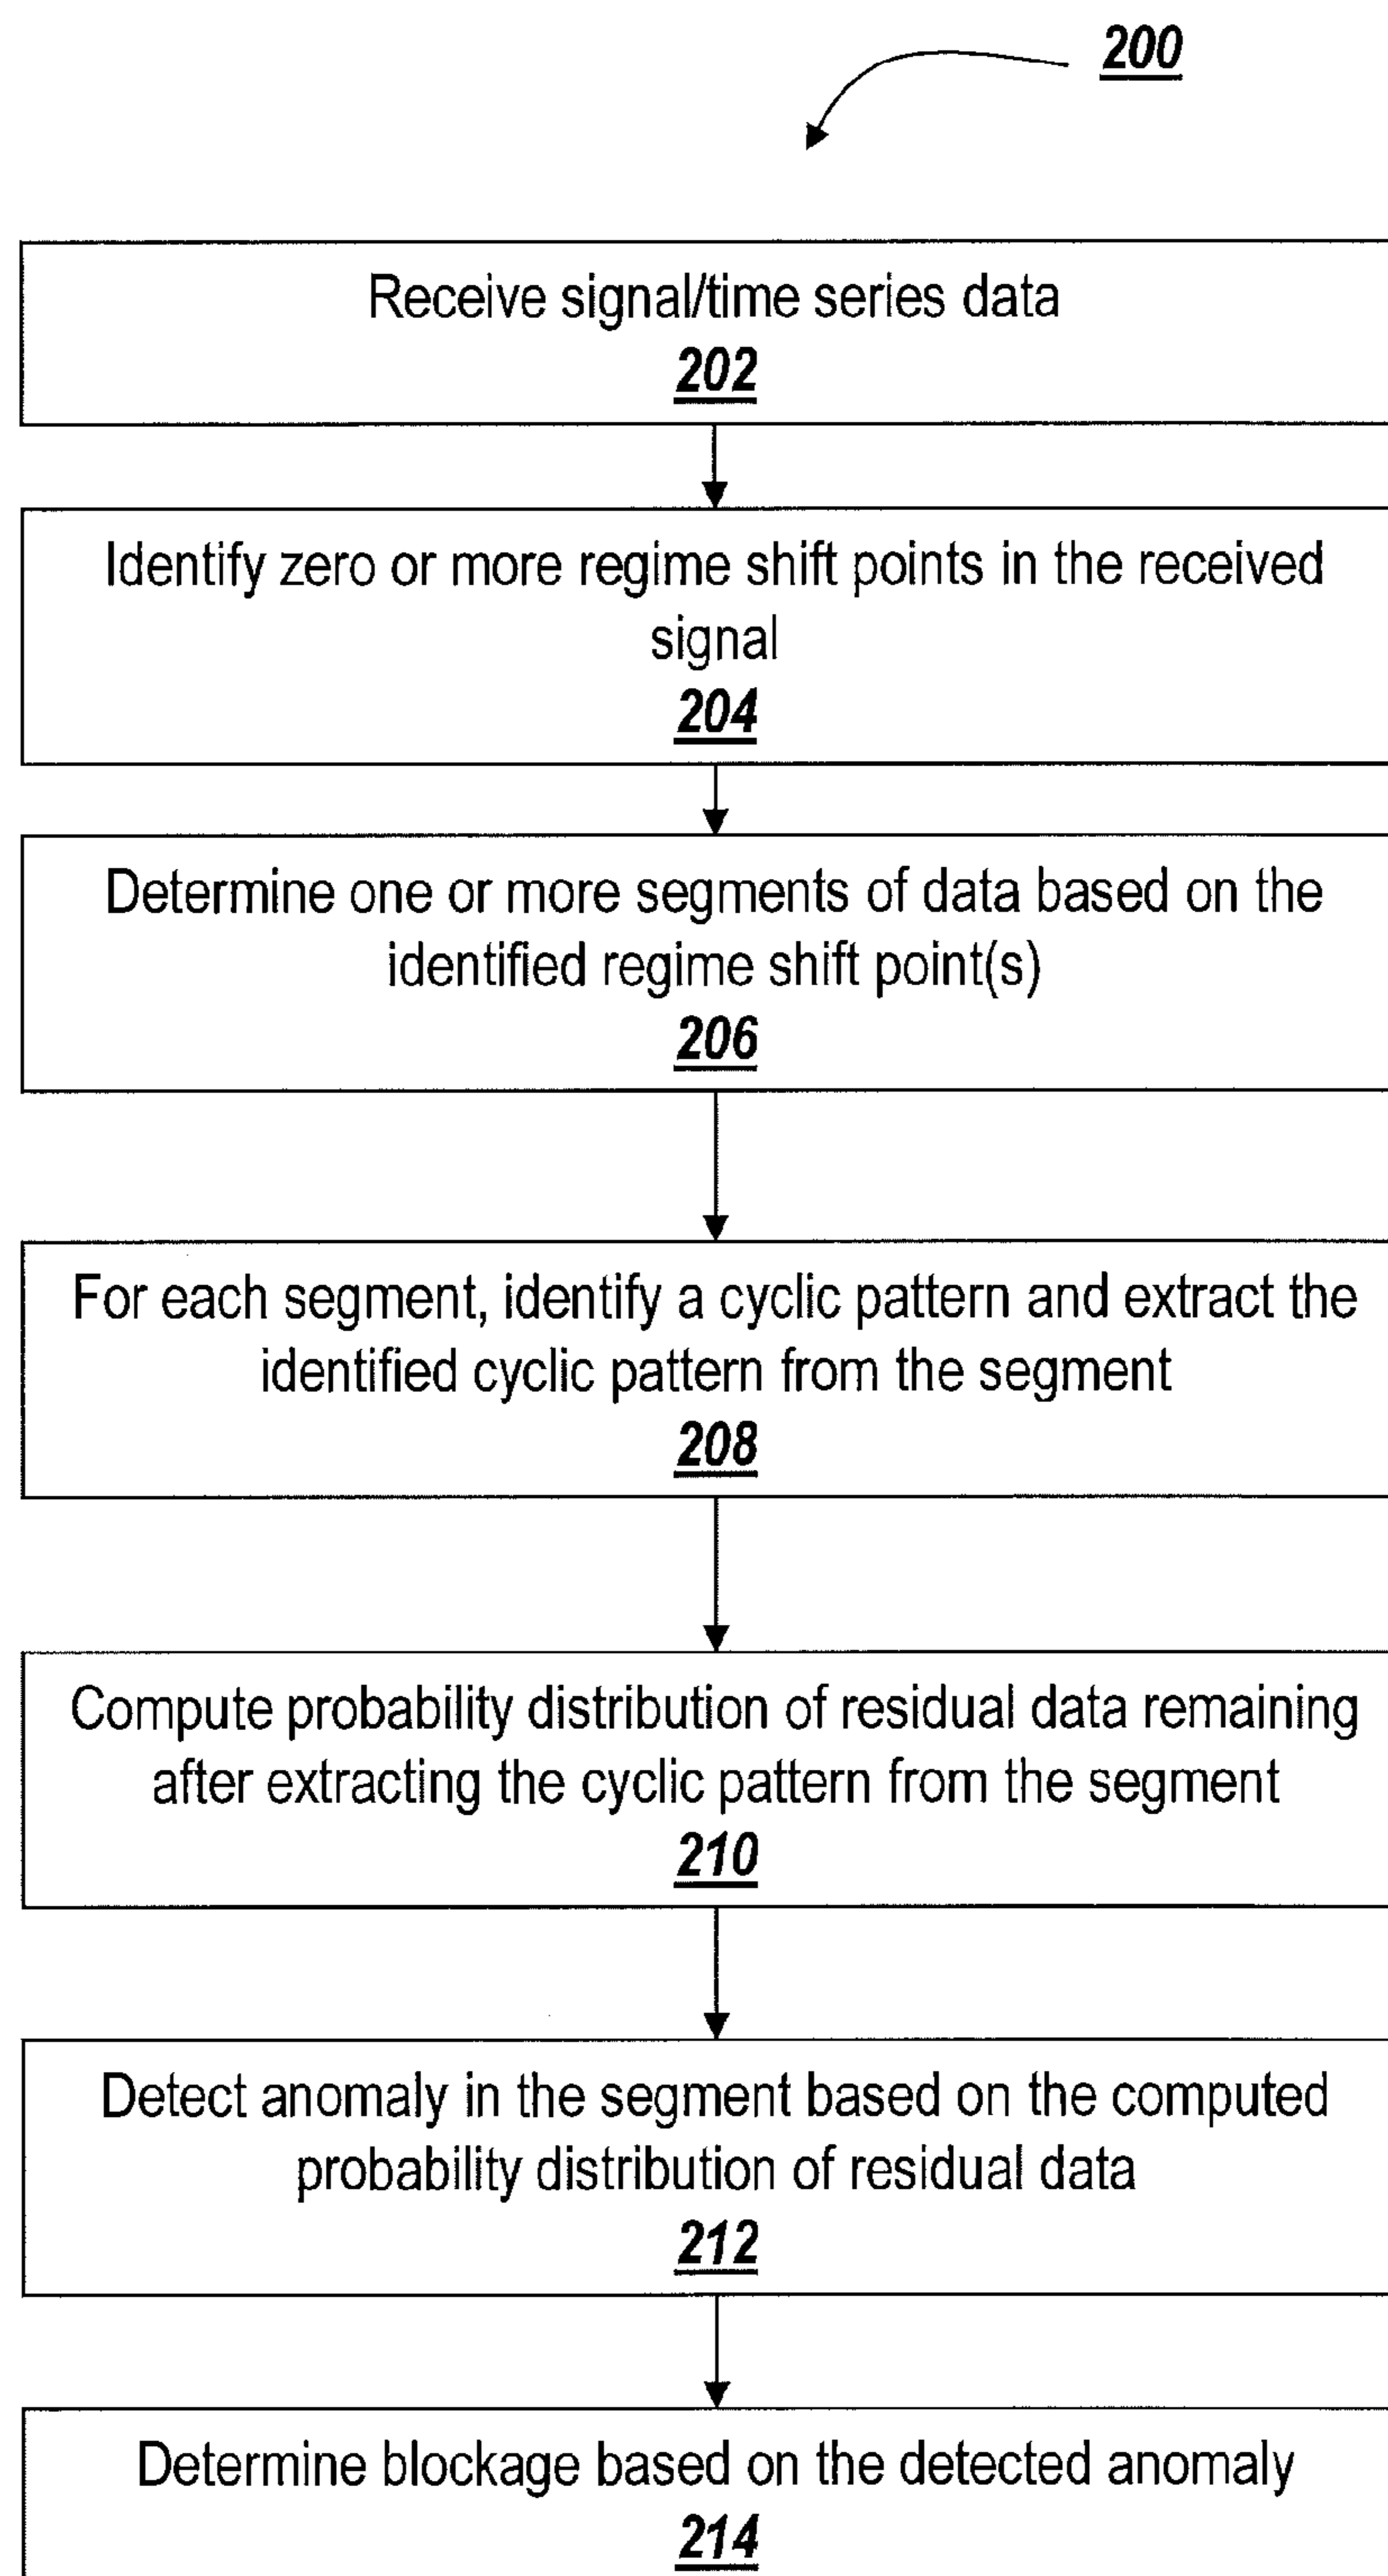 200
Receive signal/time series data
202
Identify zero or more regime shift points in the received
signal
204
Determine one or more segments of data based on the
identified regime shift point(s)
206
For each segment, identify a cyclic pattern and extract the
identified cyclic pattern from the segment
208
Compute probability distribution of residual data remaining
after extracting the cyclic pattern from the segment
210
Detect anomaly in the segment based on the computed
probability distribution of residual data
212
Determine blockage based on the detected anomaly
214